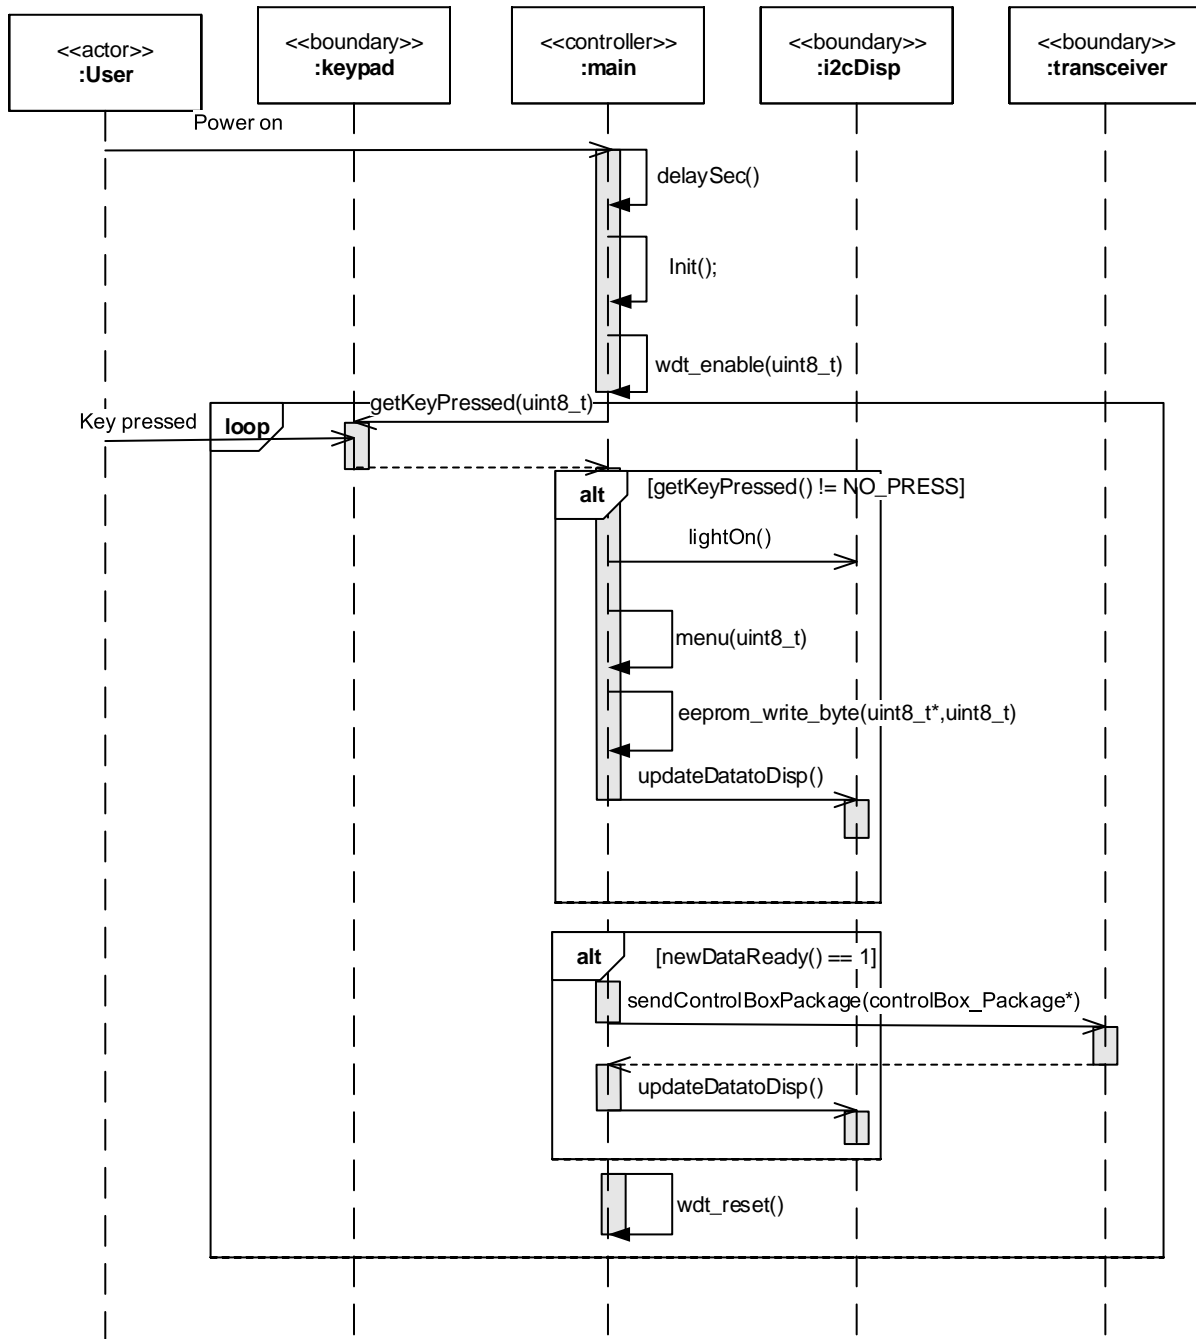 <<actor>>
:User
<<boundary>>
:keypad
<<controller>>
:main
<<boundary>>
:i2cDisp
<<boundary>>
:transceiver
Power on
delaySec()
Init();
wdt_enable(uint8_t)
getKeyPressed(uint8_t)
Key pressed
loop
alt
[getKeyPressed() != NO_PRESS]
lightOn()
menu(uint8_t)
eeprom_write_byte(uint8_t*,uint8_t)
updateDatatoDisp()
alt
[newDataReady() == 1]
sendControlBoxPackage(controlBox_Package*)
updateDatatoDisp()
wdt_reset()